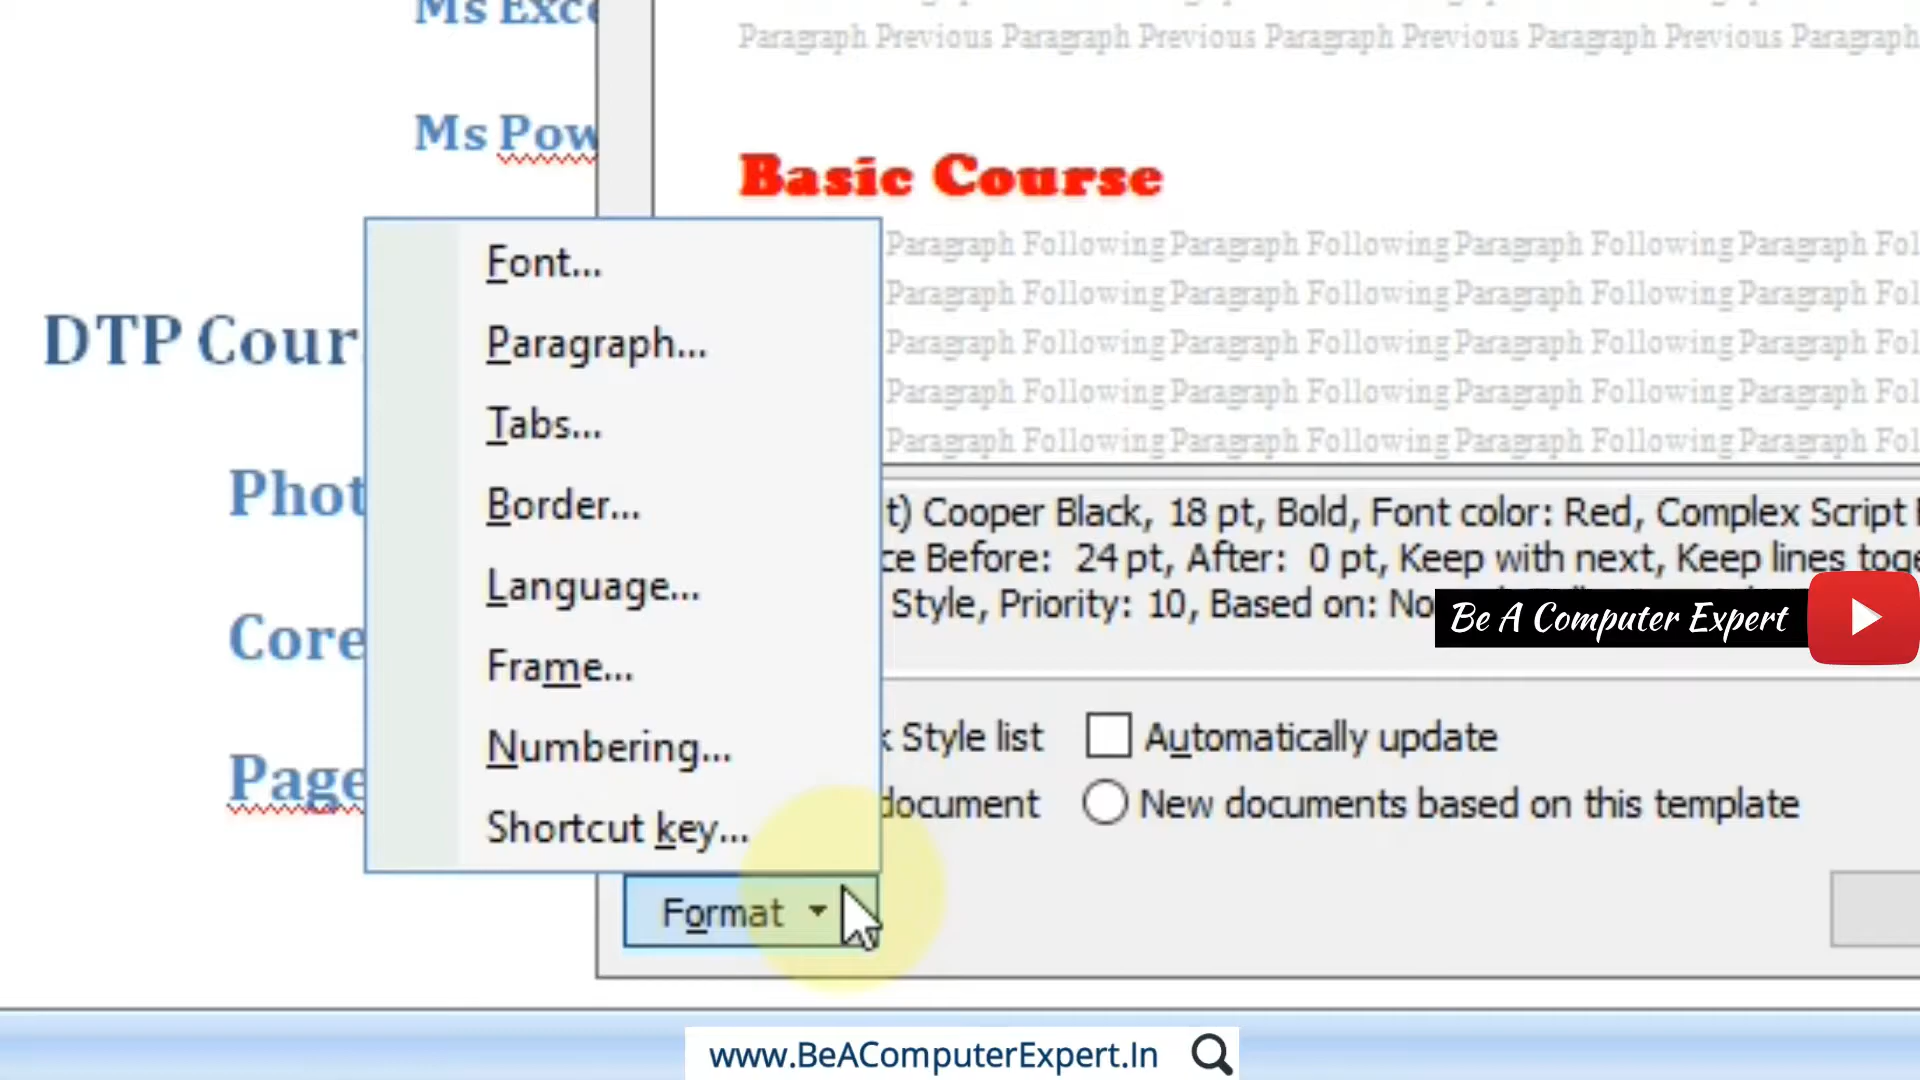 Ms Exce
Paragraph Previous Paragraph Previous Paragraph Previous Paragraph Previous Paragraph
Ms Pow
Basic Course
Font...
Paragraph...
Tabs...
Border...
Language...
Frame...
Numbering...
Shortcut key...
DTP Cour
Phot
Core
Page
Paragraph Following Paragraph Following Paragraph Following Paragraph Fol
Paragraph Following Paragraph Following Paragraph Following Paragraph Fol
Paragraph Following Paragraph Following Paragraph Following Paragraph Fol
Paragraph Following Paragraph Following Paragraph Following Paragraph Fol
Paragraph Following Paragraph Following Paragraph Following Paragraph Fol
t) Cooper Black, 18 pt, Bold, Font color: Red, Complex Script
ce Before: 24 pt, After: 0 pt, Keep with next, Keep lines toge
Style, Priority: 10, Based on: No
Be A Computer Expert
k Style list
Automatically update
document
New documents based on this template
Format
www.BeAComputerExpert.In